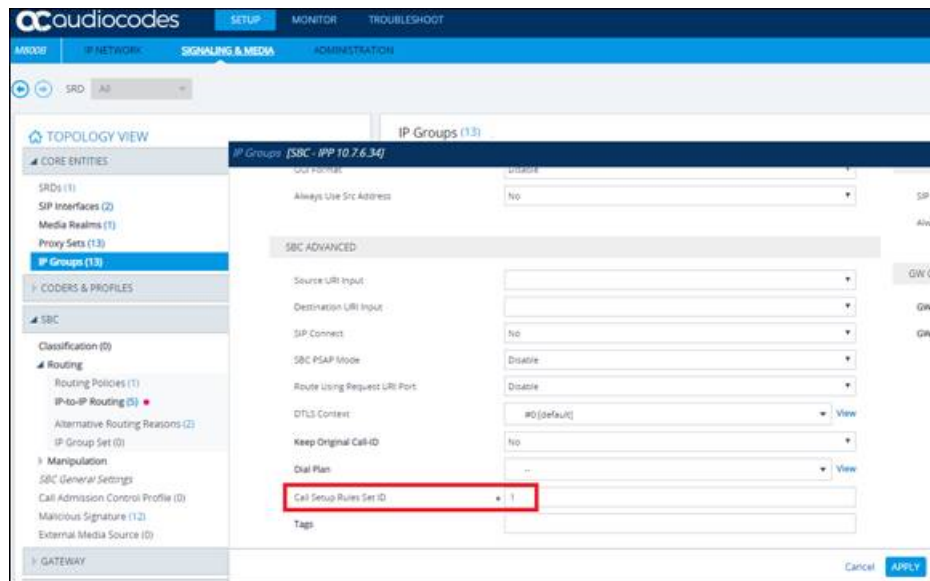 audiocodes SETUP MONITOR TROUBLESHOOT
M800B IP NETWORK SIGNALING & MEDIA ADMINISTRATION
SRD All
TOPOLOGY VIEW
CORE ENTITIES
SRDs (1)
SIP Interfaces (2)
Media Realms (1)
Proxy Sets (13)
IP Groups (13)
CODERS & PROFILES
SBC
Classification (0)
Routing
Routing Policies (1)
IP-to-IP Routing (5)
Alternative Routing Reasons (2)
IP Group Set (0)
Manipulation
SBC General Settings
Call Admission Control Profile (0)
Malicious Signature (12)
External Media Source (0)
GATEWAY
IP Groups (13)
IP Groups [SBC - IPP 10.7.6.34]
Always Use Src Address No
SBC ADVANCED
Source URI Input
Destination URI Input
SIP Connect No
SBC PSAP Mode Disable
Route Using Request URI Port Disable
DTLS Context #0 [default] View
Keep Original Call-ID No
Dial Plan -- View
Call Setup Rules Set ID 1
Tags
SIP
GW
GW
Cancel APPLY